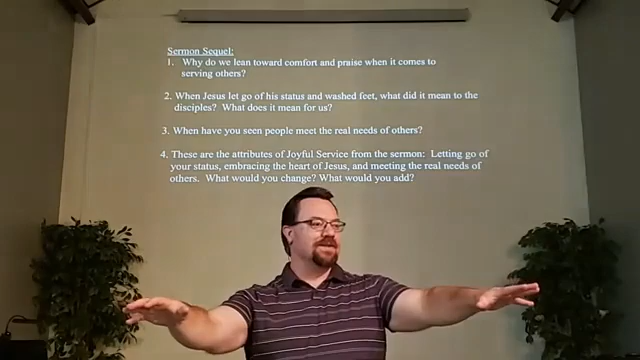 Sermon Sequel:
1. Why do we lean toward comfort and praise when it comes to
serving others?
2. When Jesus let go of his status and washed feet, what did it mean to the
disciples? What does it mean for us?
3. When have you seen people meet the real needs of others?
4. These are the attributes of Joyful Service from the sermon: Letting go of
your status, embracing the heart of Jesus, and meeting the real needs of
others. What would you change? What would you add?